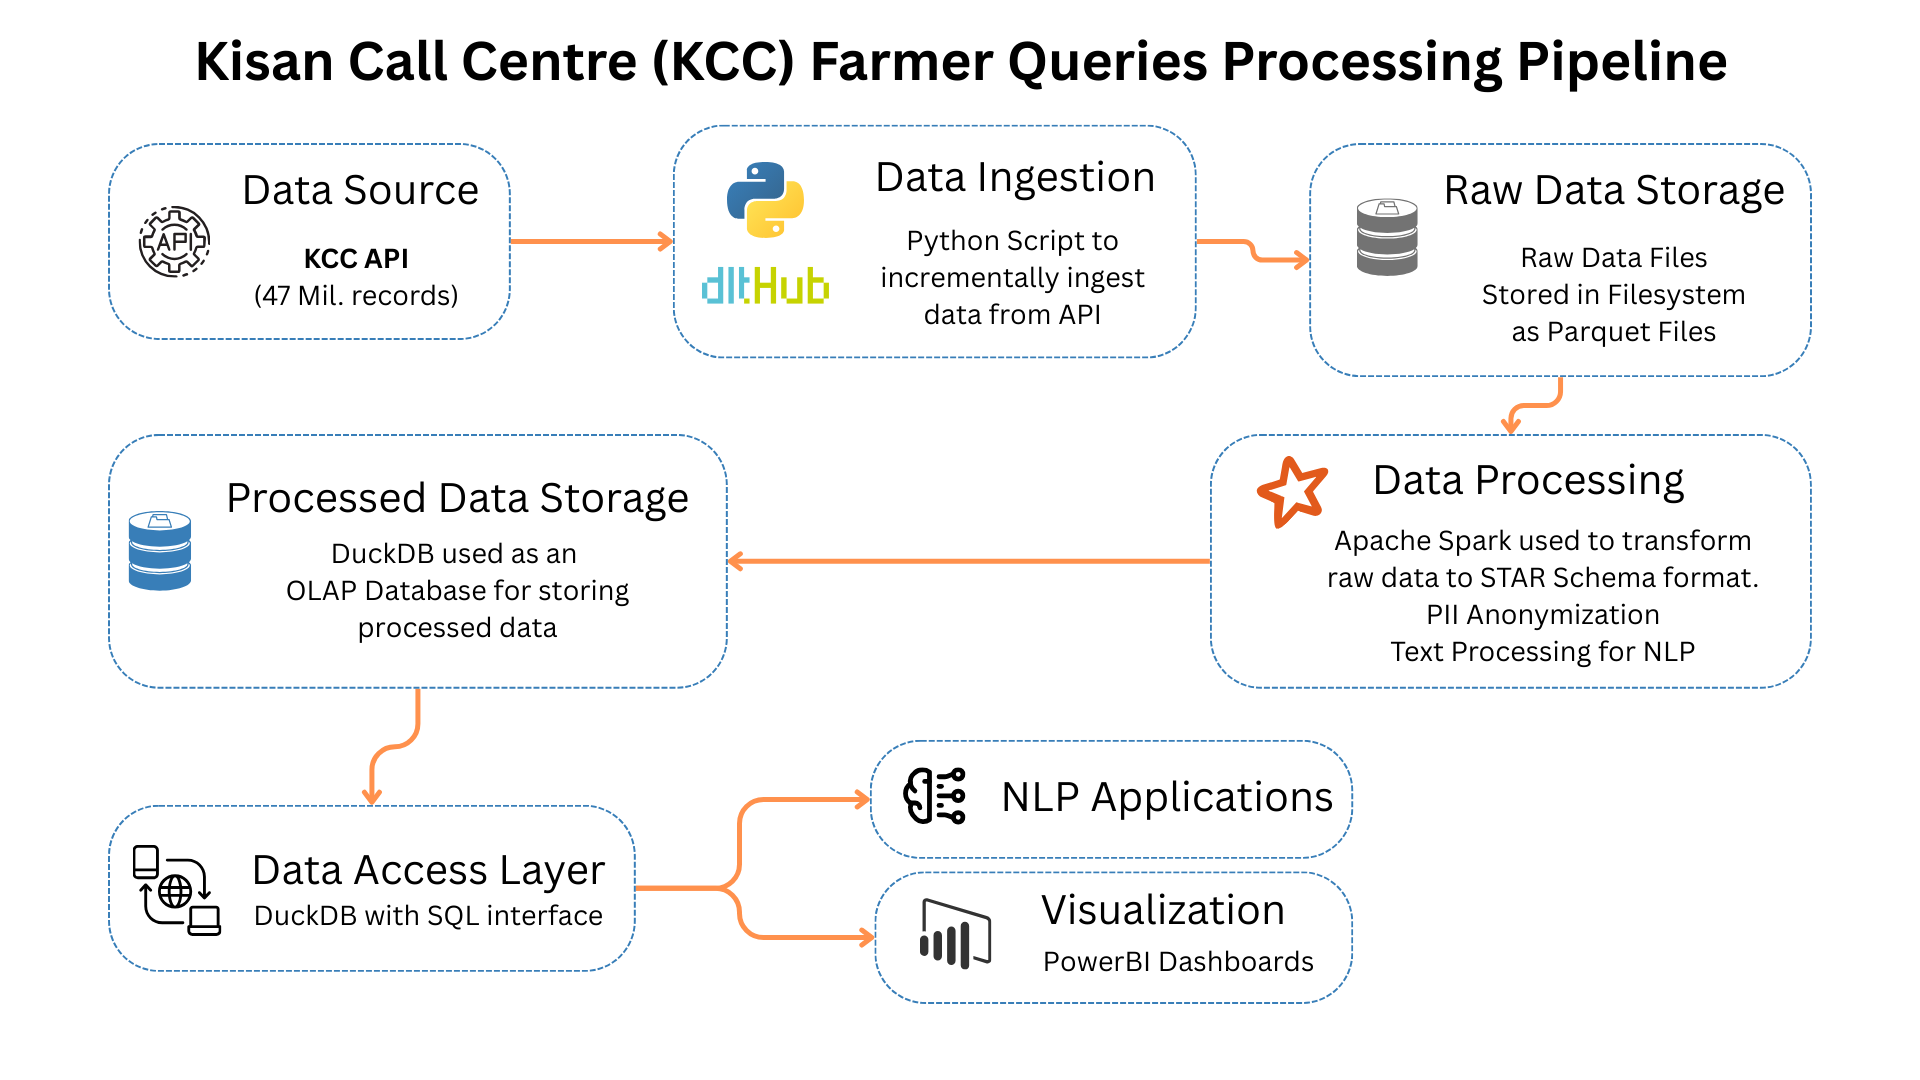 Kisan Call Centre (KCC) Farmer Queries Processing Pipeline
Data Source
API
KCC API
(47 Mil. records)
Data Ingestion
dltHub
Python Script to
incrementally ingest
data from API
Raw Data Storage
Raw Data Files
Stored in Filesystem
as Parquet Files
Data Processing
Apache Spark used to transform
raw data to STAR Schema format.
PII Anonymization
Text Processing for NLP
Processed Data Storage
DuckDB used as an
OLAP Database for storing
processed data
Data Access Layer
DuckDB with SQL interface
NLP Applications
Visualization
PowerBI Dashboards